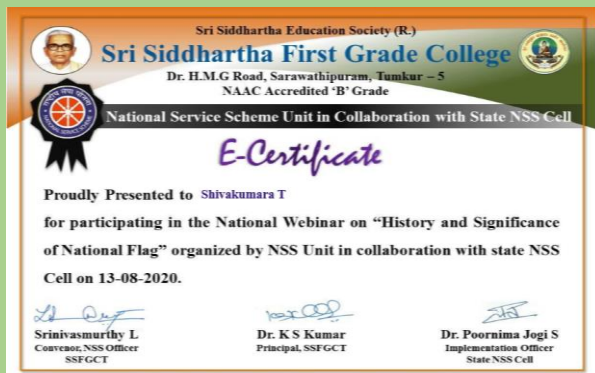 Sri Siddhartha Education Society (R.)
Sri Siddhartha First Grade College
Dr. H.M.G Road, Sarawathipuram, Tumkur – 5
NAAC Accredited ‘B’ Grade
National Service Scheme Unit in Collaboration with State NSS Cell
E-Certificate
Proudly Presented to Shivakumara T
for participating in the National Webinar on “History and Significance
of National Flag” organized by NSS Unit in collaboration with state NSS
Cell on 13-08-2020.
Srinivasmurthy L
Convenor, NSS Officer
SSFGCT
Dr. K S Kumar
Principal, SSFGCT
Dr. Poornima Jogi S
Implementation Officer
State NSS Cell